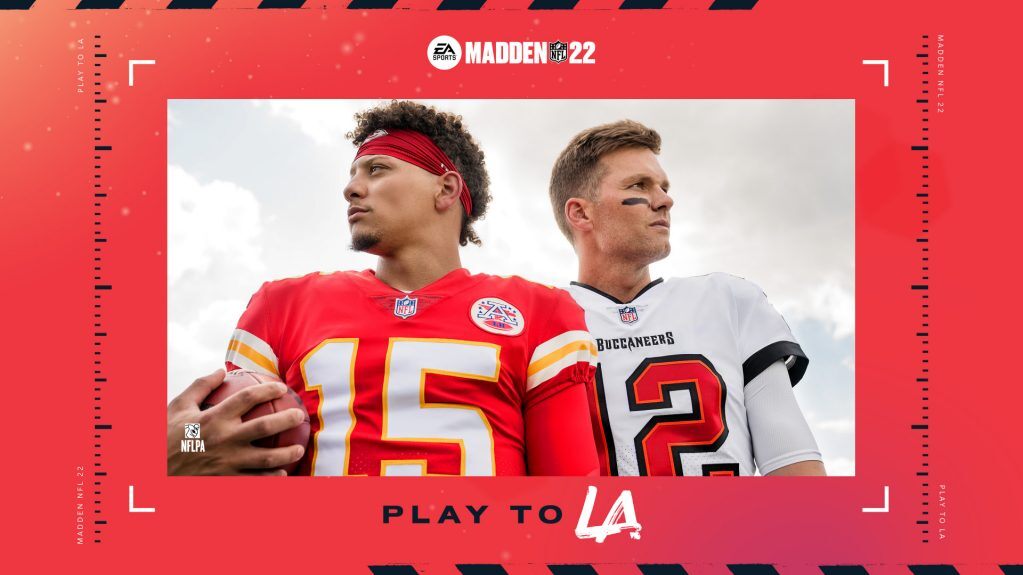 PLAY TO LA
MADDEN NFL 22
EA
SPORTS
MADDEN NFL 22
NFL
A
NFL
BUCCANEERS
15
12
NFLPA
MADDEN NFL 22
PLAY TO LA
PLAY TO LA